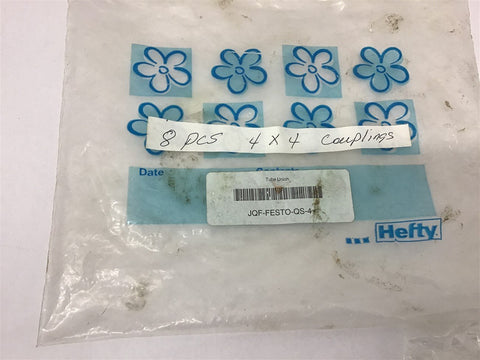 8 PCS 4 X 4 Couplings
Date
Tube Union
JQF-FESTO-QS-4
Hefty